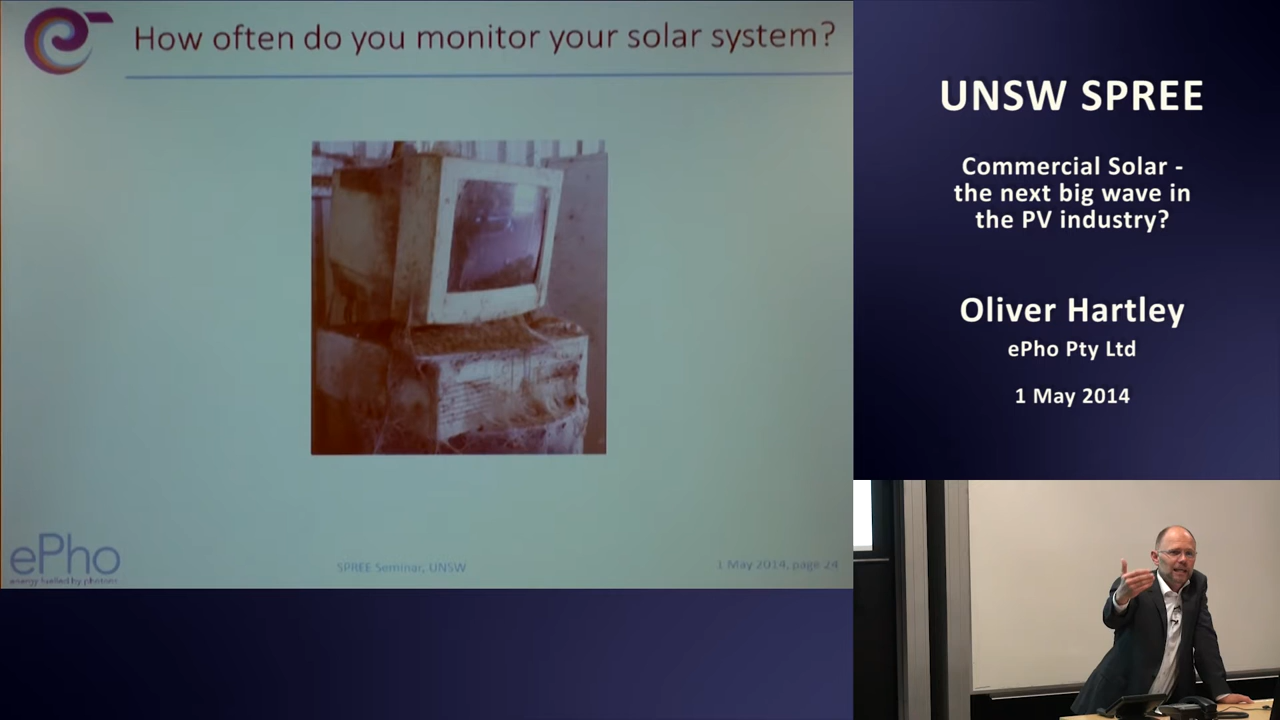 How often do you monitor your solar system?
ePho
energy fuelled by photons
SPREE Seminar, UNSW
1 May 2014, page 24
UNSW SPREE
Commercial Solar -
the next big wave in
the PV industry?
Oliver Hartley
ePho Pty Ltd
1 May 2014